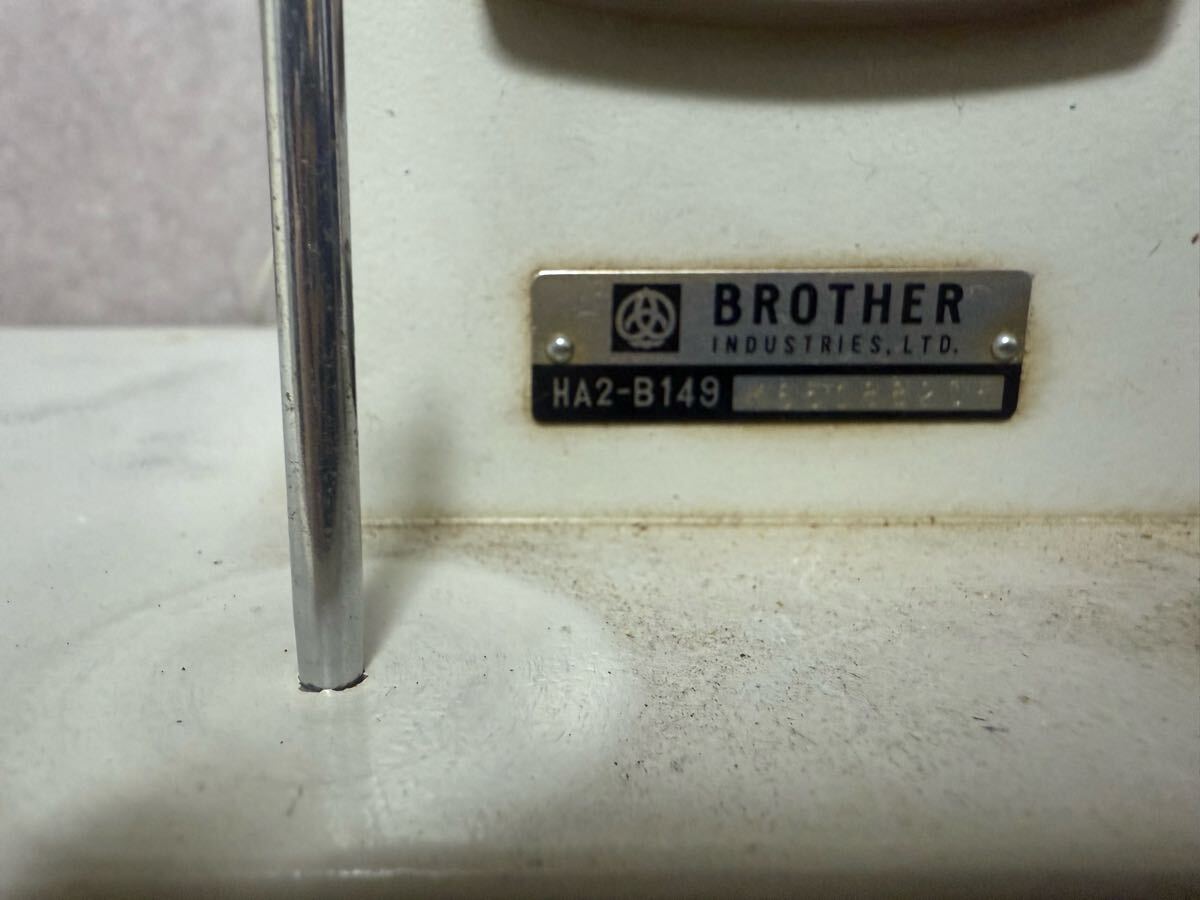 BROTHER
INDUSTRIES, LTD.
HA2-B149